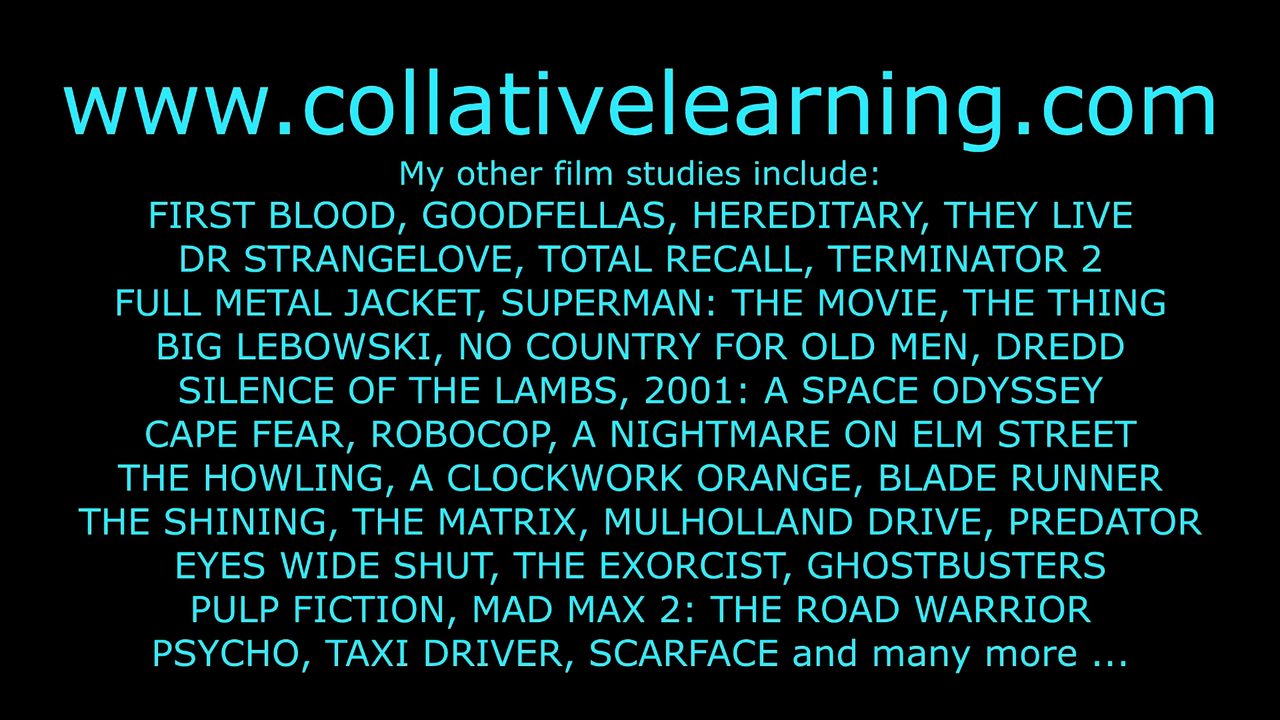 www.collativelearning.com
My other film studies include:
FIRST BLOOD, GOODFELLAS, HEREDITARY, THEY LIVE
DR STRANGELOVE, TOTAL RECALL, TERMINATOR 2
FULL METAL JACKET, SUPERMAN: THE MOVIE, THE THING
BIG LEBOWSKI, NO COUNTRY FOR OLD MEN, DREDD
SILENCE OF THE LAMBS, 2001: A SPACE ODYSSEY
CAPE FEAR, ROBOCOP, A NIGHTMARE ON ELM STREET
THE HOWLING, A CLOCKWORK ORANGE, BLADE RUNNER
THE SHINING, THE MATRIX, MULHOLLAND DRIVE, PREDATOR
EYES WIDE SHUT, THE EXORCIST, GHOSTBUSTERS
PULP FICTION, MAD MAX 2: THE ROAD WARRIOR
PSYCHO, TAXI DRIVER, SCARFACE and many more ...